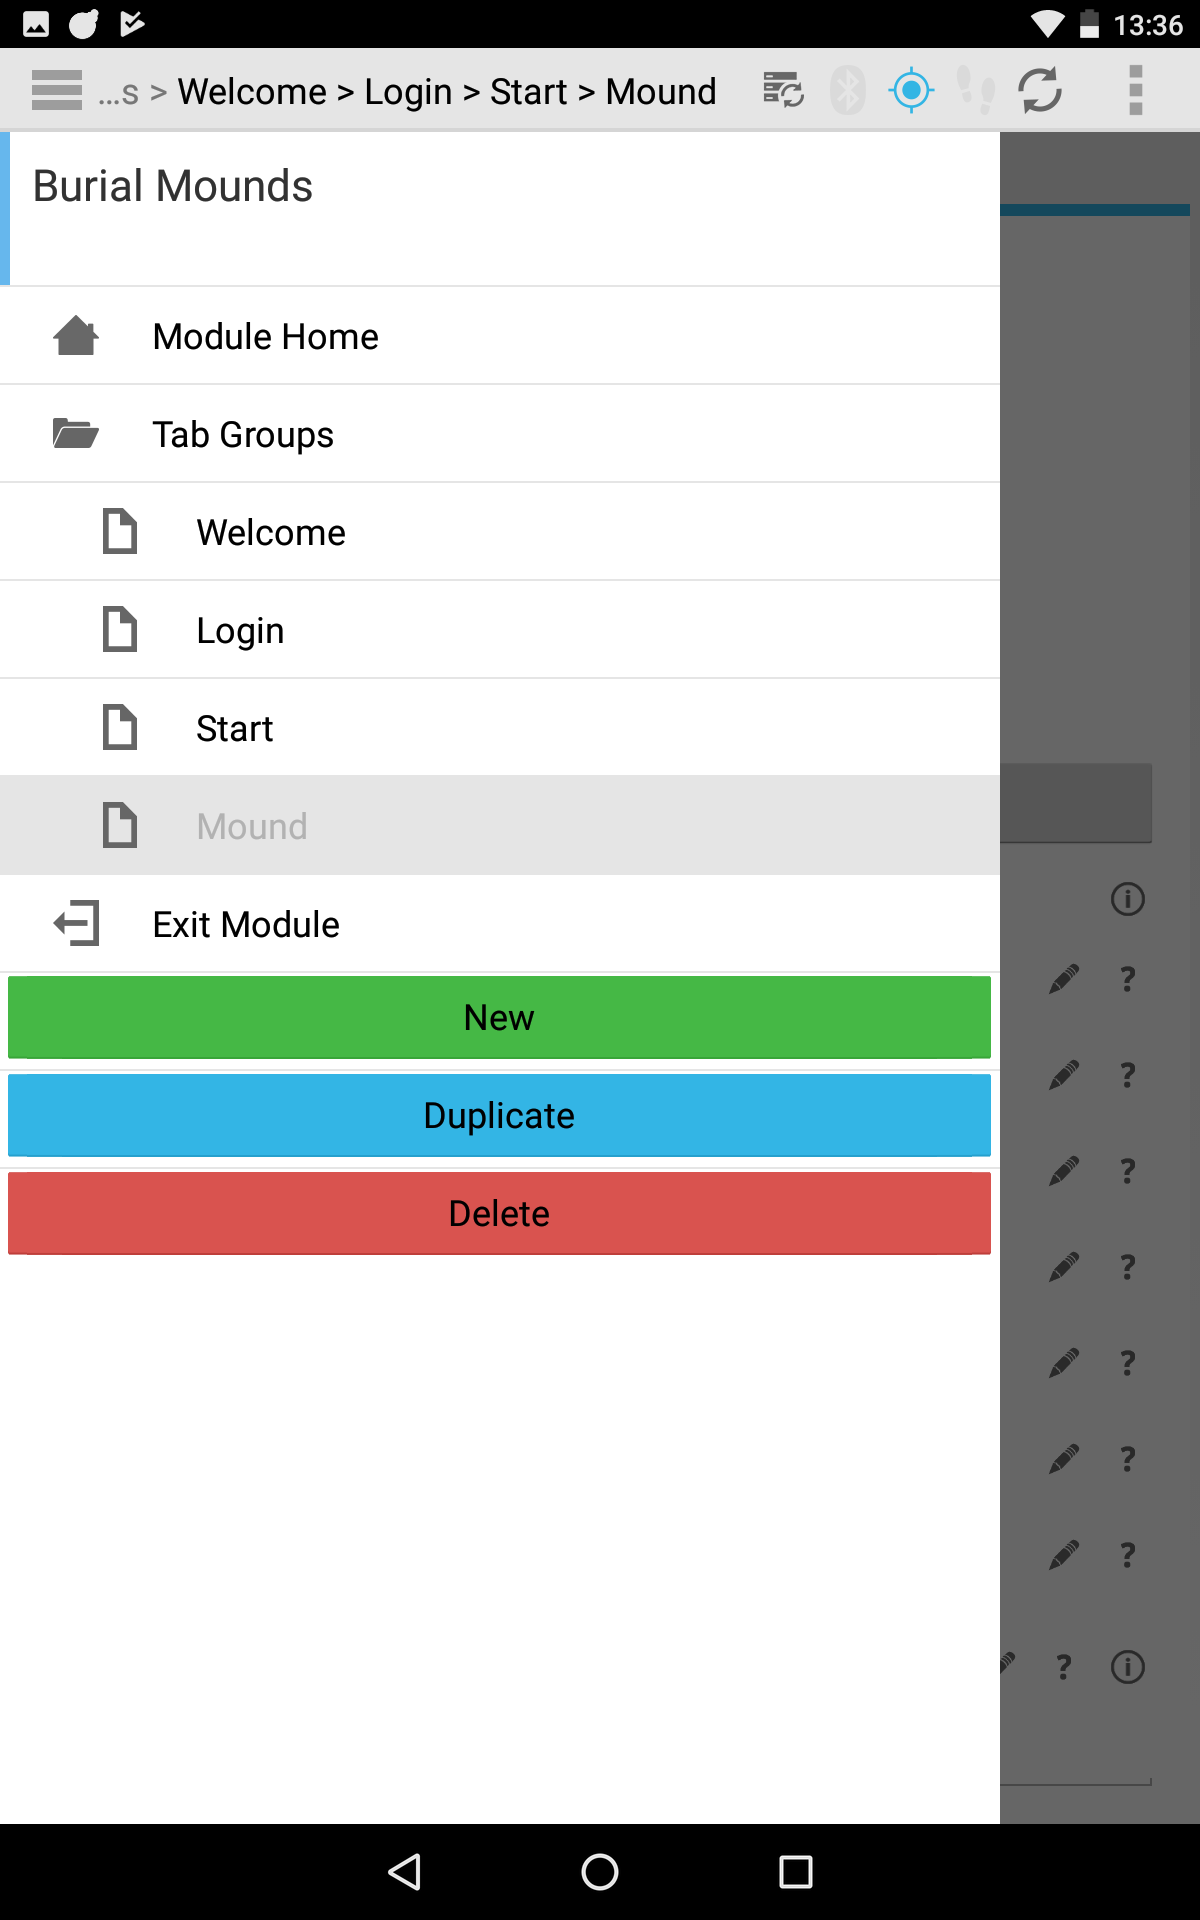 13:36
...s > Welcome > Login > Start > Mound
Burial Mounds
Module Home
Tab Groups
Welcome
Login
Start
Mound
Exit Module
New
Duplicate
Delete
?
?
?
?
?
?
?
?